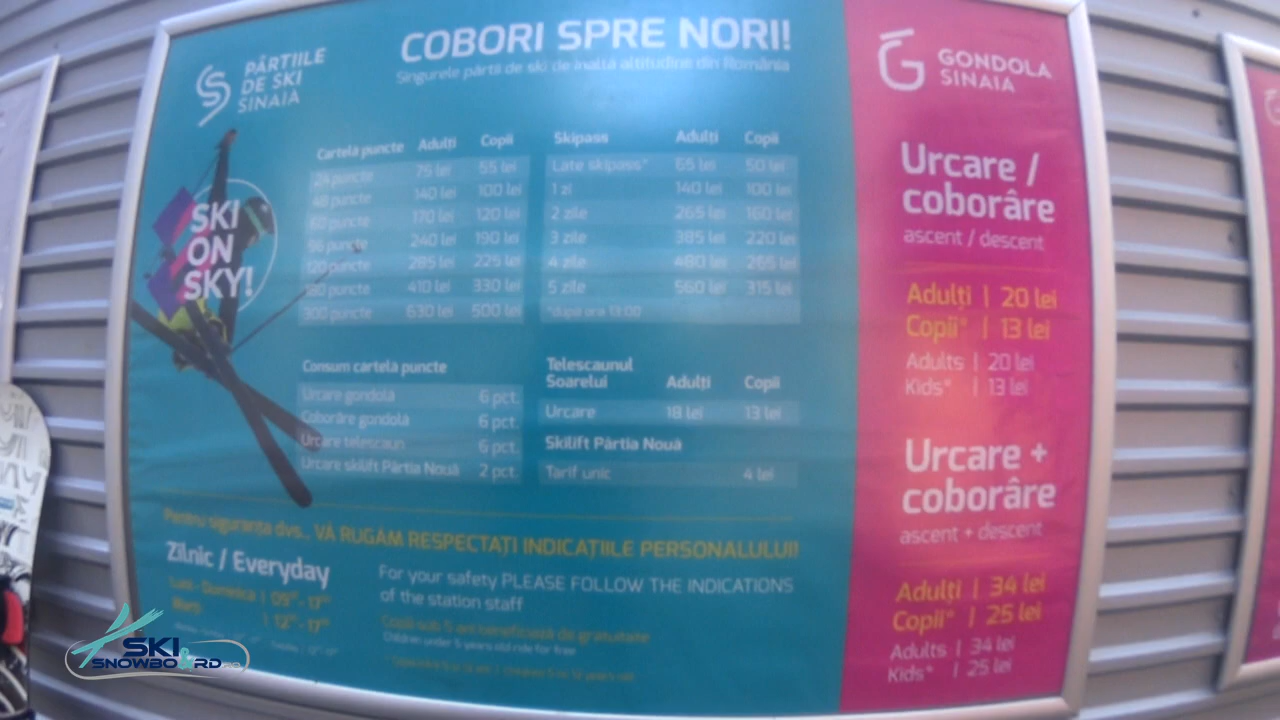 PÂRTIILE
DE SKI
SINAIA
COBORI SPRE NORI!
Singurele pârtii de ski de înaltă altitudine din România
SKI
ON
SKY!
Cartelă puncte Adulți Copii
24 puncte 75 lei 55 lei
48 puncte 140 lei 100 lei
60 puncte 170 lei 120 lei
96 puncte 240 lei 190 lei
120 puncte 285 lei 225 lei
180 puncte 410 lei 330 lei
300 puncte 630 lei 500 lei
Skipass Adulți Copii
Late skipass* 65 lei 50 lei
1 zi 140 lei 100 lei
2 zile 265 lei 160 lei
3 zile 385 lei 220 lei
4 zile 480 lei 265 lei
5 zile 560 lei 315 lei
*după ora 13:00
Consum cartelă puncte
Urcare gondolă 6 pct.
Coborâre gondolă 6 pct.
Urcare telescaun 6 pct.
Urcare skilift Pârtia Nouă 2 pct.
Telescaunul
Soarelui Adulți Copii
Urcare 18 lei 13 lei
Skilift Pârtia Nouă
Tarif unic 4 lei
Pentru siguranța dvs... VĂ RUGĂM RESPECTAȚI INDICAȚIILE PERSONALULUI!
Zilnic / Everyday
Luni - Duminică | 09⁰⁰ - 17⁰⁰
Marți | 12⁰⁰ - 17⁰⁰
For your safety PLEASE FOLLOW THE INDICATIONS
of the station staff
Copiii sub 5 ani beneficiază de gratuitate
Children under 5 years old ride for free
GONDOLA
SINAIA
Urcare /
coborâre
ascent / descent
Adulți | 20 lei
Copii* | 13 lei
Adults | 20 lei
Kids* | 13 lei
Urcare +
coborâre
ascent + descent
Adulți | 34 lei
Copii* | 25 lei
Adults | 34 lei
Kids* | 25 lei
SKI &
SNOWBOARD